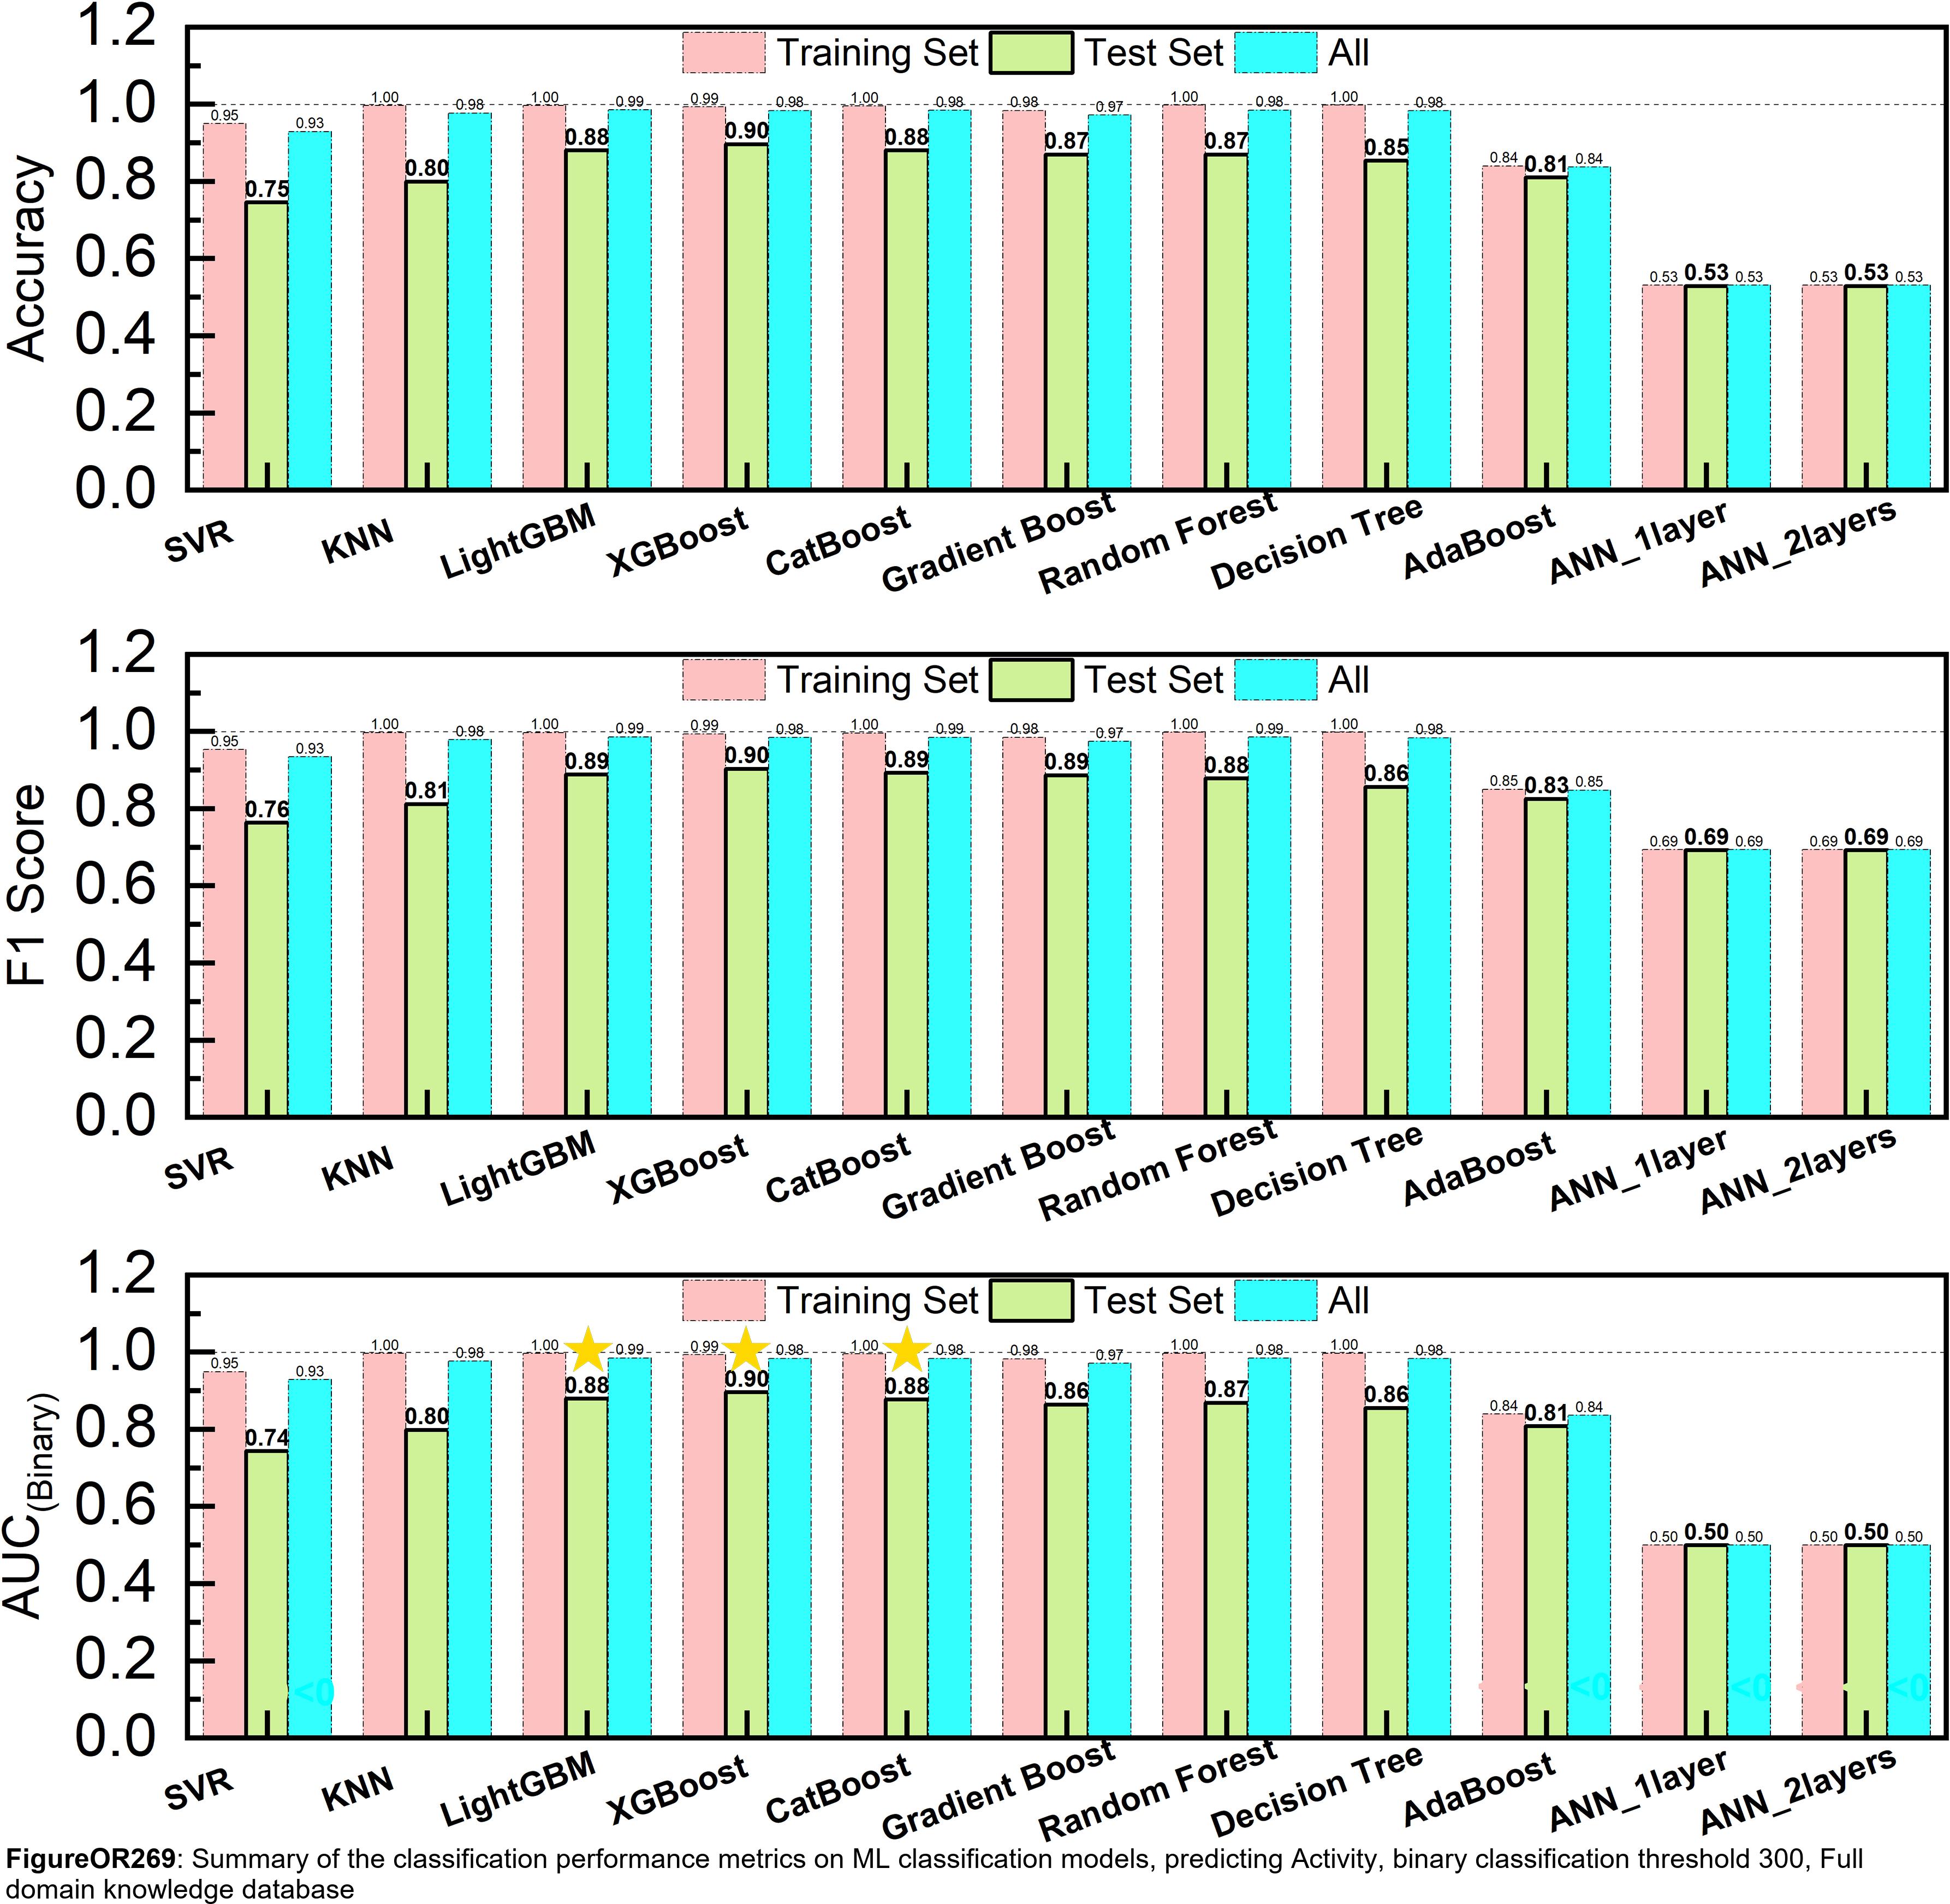 1.2
Training Set Test Set All
1.0
0.95 0.75 0.93 1.00 0.80 0.98 1.00 0.88 0.99 0.99 0.90 0.98 1.00 0.88 0.98 0.98 0.87 0.97 1.00 0.87 0.98 1.00 0.85 0.98 0.84 0.81 0.84 0.53 0.53 0.53 0.53 0.53 0.53
0.8
0.6
0.4
0.2
0.0
Accuracy
SVR KNN LightGBM XGBoost CatBoost Gradient Boost Random Forest Decision Tree AdaBoost ANN_1layer ANN_2layers
1.2
Training Set Test Set All
1.0
0.95 0.76 0.93 1.00 0.81 0.98 1.00 0.89 0.99 0.99 0.90 0.98 1.00 0.89 0.99 0.98 0.89 0.97 1.00 0.88 0.99 1.00 0.86 0.98 0.85 0.83 0.85 0.69 0.69 0.69 0.69 0.69 0.69
0.8
0.6
0.4
0.2
0.0
F1 Score
SVR KNN LightGBM XGBoost CatBoost Gradient Boost Random Forest Decision Tree AdaBoost ANN_1layer ANN_2layers
1.2
Training Set Test Set All
1.0
0.95 0.74 0.93 1.00 0.80 0.98 1.00 0.88 0.99 0.99 0.90 0.98 1.00 0.88 0.98 0.98 0.86 0.97 1.00 0.87 0.98 1.00 0.86 0.98 0.84 0.81 0.84 0.50 0.50 0.50 0.50 0.50 0.50
0.8
0.6
0.4
0.2
0.0
AUC(Binary)
<0 <0 <0 <0
SVR KNN LightGBM XGBoost CatBoost Gradient Boost Random Forest Decision Tree AdaBoost ANN_1layer ANN_2layers
FigureOR269: Summary of the classification performance metrics on ML classification models, predicting Activity, binary classification threshold 300, Full
domain knowledge database